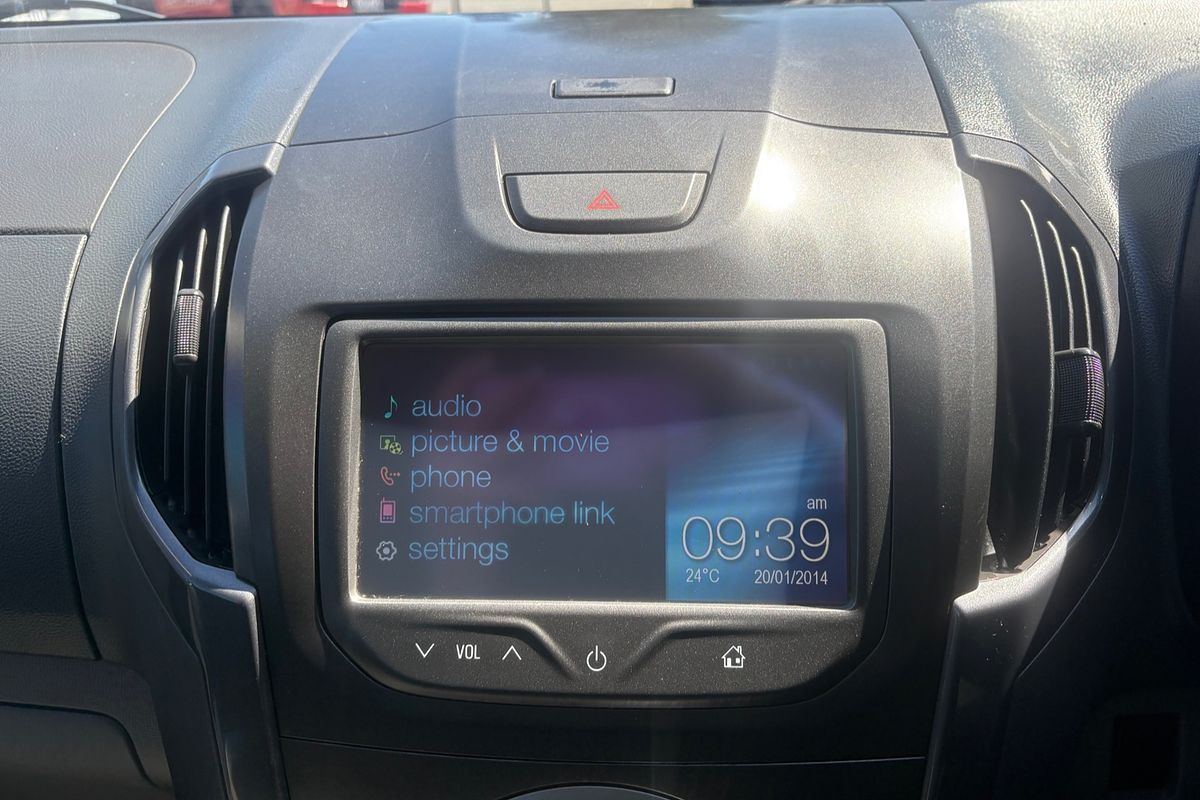 audio
picture & movie
phone
smartphone link
settings
am
09:39
24°C 20/01/2014
VOL